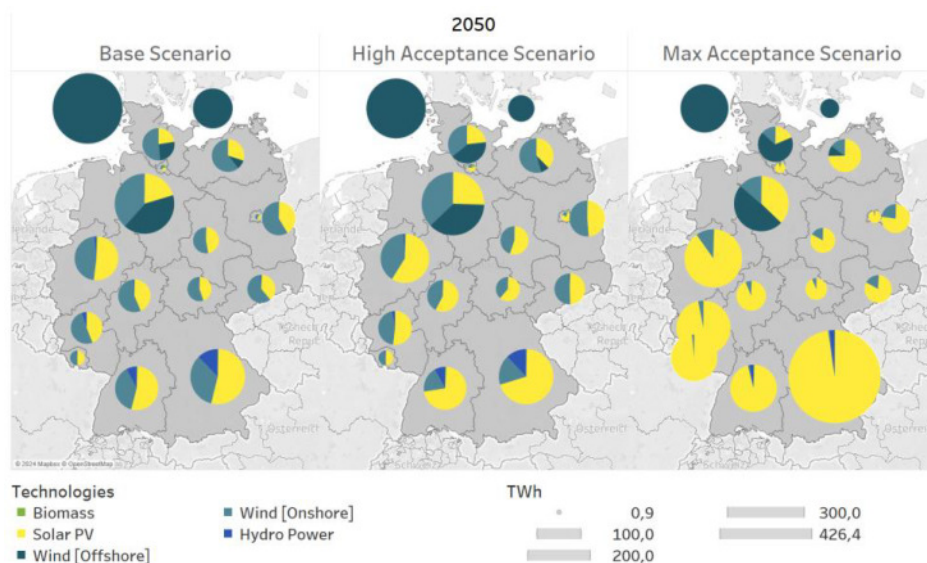 2050
Base Scenario
High Acceptance Scenario
Max Acceptance Scenario
© 2024 Mapbox © OpenStreetMap
Technologies
Biomass
Solar PV
Wind [Offshore]
Wind [Onshore]
Hydro Power
TWh
0,9
100,0
200,0
300,0
426,4